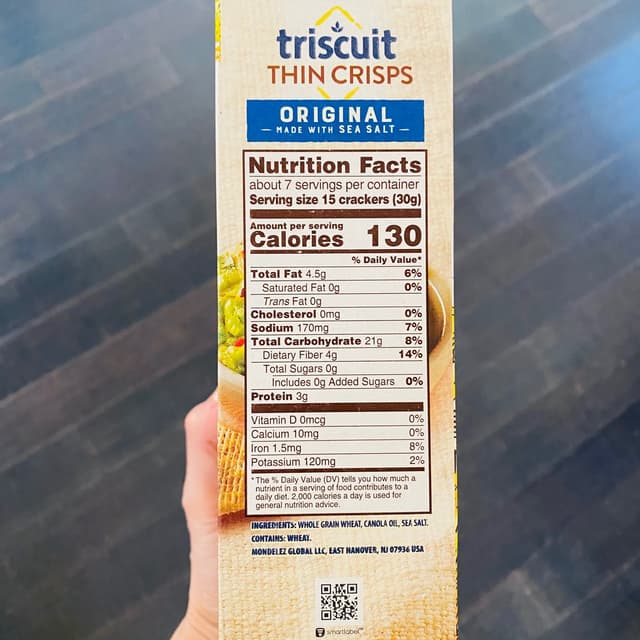 triscuit
THIN CRISPS
ORIGINAL
— MADE WITH SEA SALT —
Nutrition Facts
about 7 servings per container
Serving size 15 crackers (30g)
Amount per serving
Calories 130
% Daily Value*
Total Fat 4.5g 6%
Saturated Fat 0g 0%
Trans Fat 0g
Cholesterol 0mg 0%
Sodium 170mg 7%
Total Carbohydrate 21g 8%
Dietary Fiber 4g 14%
Total Sugars 0g
Includes 0g Added Sugars 0%
Protein 3g
Vitamin D 0mcg 0%
Calcium 10mg 0%
Iron 1.5mg 8%
Potassium 120mg 2%
* The % Daily Value (DV) tells you how much a
nutrient in a serving of food contributes to a
daily diet. 2,000 calories a day is used for
general nutrition advice.
INGREDIENTS: WHOLE GRAIN WHEAT, CANOLA OIL, SEA SALT.
CONTAINS: WHEAT.
MONDELEZ GLOBAL LLC, EAST HANOVER, NJ 07936 USA
smartlabel™